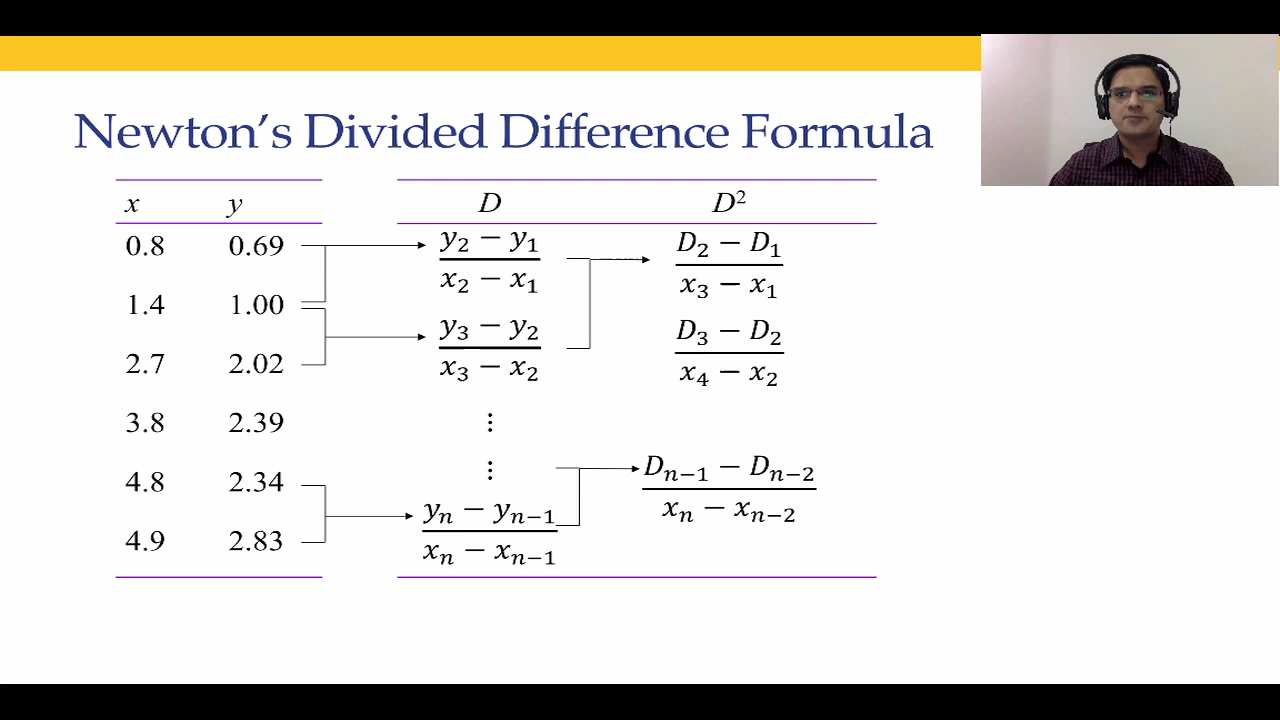 Newton's Divided Difference Formula
x y D D²
0.8 0.69 y₂ − y₁ / x₂ − x₁ D₂ − D₁ / x₃ − x₁
1.4 1.00
2.7 2.02 y₃ − y₂ / x₃ − x₂ D₃ − D₂ / x₄ − x₂
3.8 2.39 ⋮
4.8 2.34 ⋮ Dₙ₋₁ − Dₙ₋₂ / xₙ − xₙ₋₂
4.9 2.83 yₙ − yₙ₋₁ / xₙ − xₙ₋₁